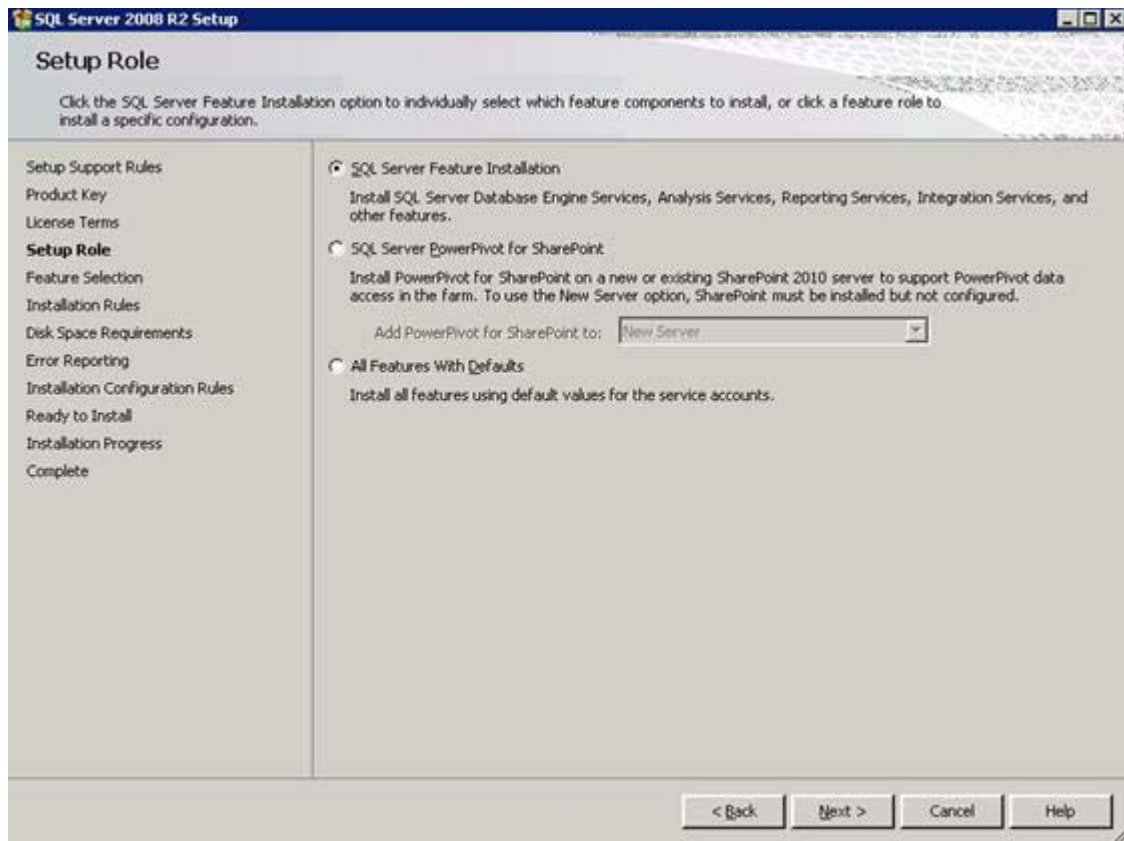 SQL Server 2008 R2 Setup
Setup Role
Click the SQL Server Feature Installation option to individually select which feature components to install, or click a feature role to
install a specific configuration.
Setup Support Rules
Product Key
License Terms
Setup Role
Feature Selection
Installation Rules
Disk Space Requirements
Error Reporting
Installation Configuration Rules
Ready to Install
Installation Progress
Complete
SQL Server Feature Installation
Install SQL Server Database Engine Services, Analysis Services, Reporting Services, Integration Services, and
other features.
SQL Server PowerPivot for SharePoint
Install PowerPivot for SharePoint on a new or existing SharePoint 2010 server to support PowerPivot data
access in the farm. To use the New Server option, SharePoint must be installed but not configured.
Add PowerPivot for SharePoint to: New Server
All Features With Defaults
Install all features using default values for the service accounts.
< Back Next > Cancel Help